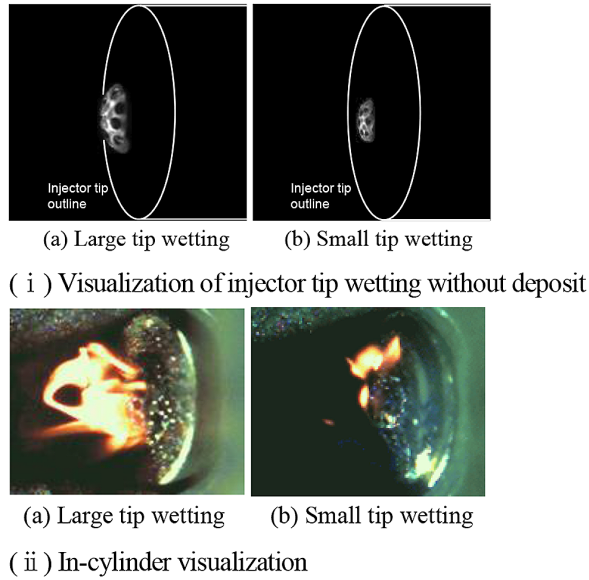 Injector tip outline
Injector tip outline
(a) Large tip wetting
(b) Small tip wetting
(ⅰ) Visualization of injector tip wetting without deposit
(a) Large tip wetting
(b) Small tip wetting
(ⅱ) In-cylinder visualization